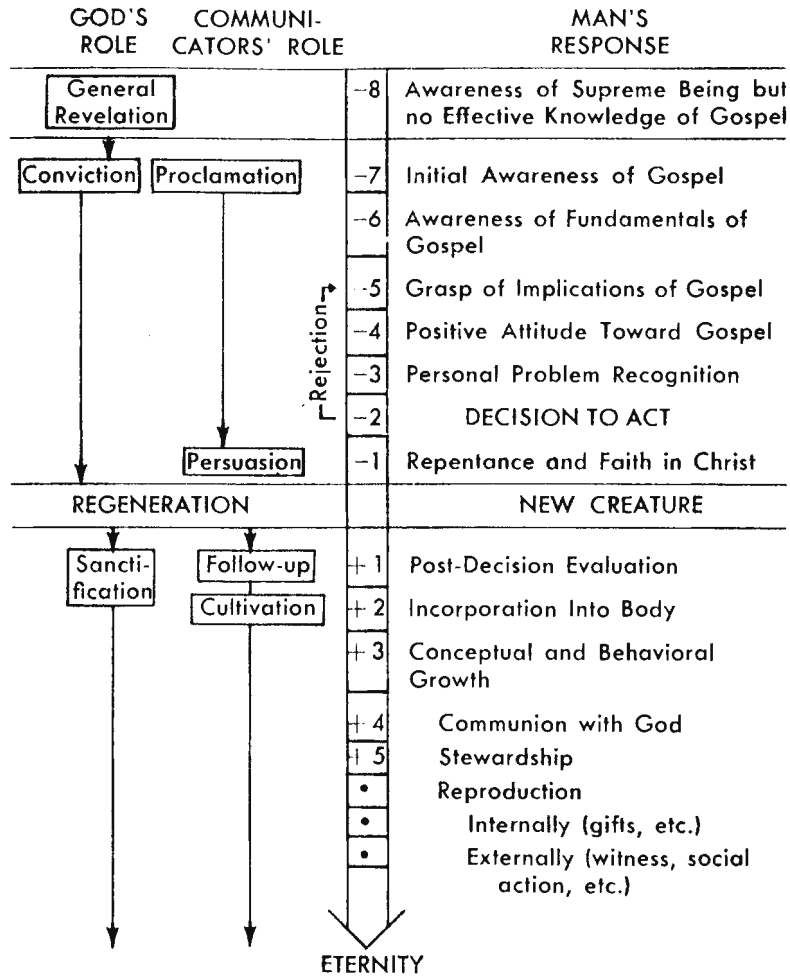 GOD'S ROLE
COMMUNI-
CATORS' ROLE
MAN'S RESPONSE
General
Revelation
−8 Awareness of Supreme Being but
no Effective Knowledge of Gospel
Conviction Proclamation −7 Initial Awareness of Gospel
−6 Awareness of Fundamentals of
Gospel
−5 Grasp of Implications of Gospel
Rejection
−4 Positive Attitude Toward Gospel
−3 Personal Problem Recognition
−2 DECISION TO ACT
Persuasion −1 Repentance and Faith in Christ
REGENERATION NEW CREATURE
Sancti-
fication
Follow-up +1 Post-Decision Evaluation
Cultivation +2 Incorporation Into Body
+3 Conceptual and Behavioral
Growth
+4 Communion with God
+5 Stewardship
• Reproduction
• Internally (gifts, etc.)
• Externally (witness, social
action, etc.)
ETERNITY